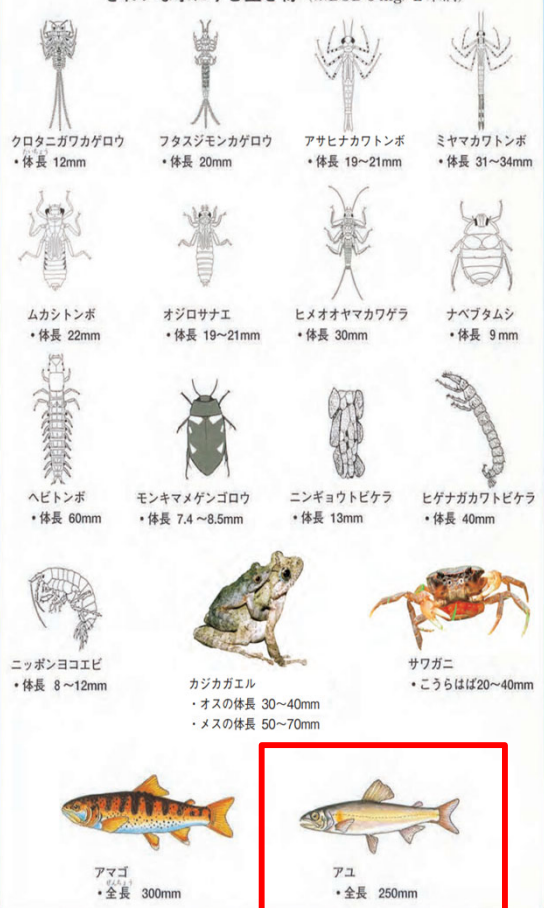 クロタニガワカゲロウ
たいちょう
・体長 12mm
フタスジモンカゲロウ
・体長 20mm
アサヒナカワトンボ
・体長 19〜21mm
ミヤマカワトンボ
・体長 31〜34mm
ムカシトンボ
・体長 22mm
オジロサナエ
・体長 19〜21mm
ヒメオオヤマカワゲラ
・体長 30mm
ナベブタムシ
・体長 9mm
ヘビトンボ
・体長 60mm
モンキマメゲンゴロウ
・体長 7.4〜8.5mm
ニンギョウトビケラ
・体長 13mm
ヒゲナガカワトビケラ
・体長 40mm
ニッポンヨコエビ
・体長 8〜12mm
カジカガエル
・オスの体長 30〜40mm
・メスの体長 50〜70mm
サワガニ
・こうらはば20〜40mm
アマゴ
ぜんちょう
・全長 300mm
アユ
・全長 250mm